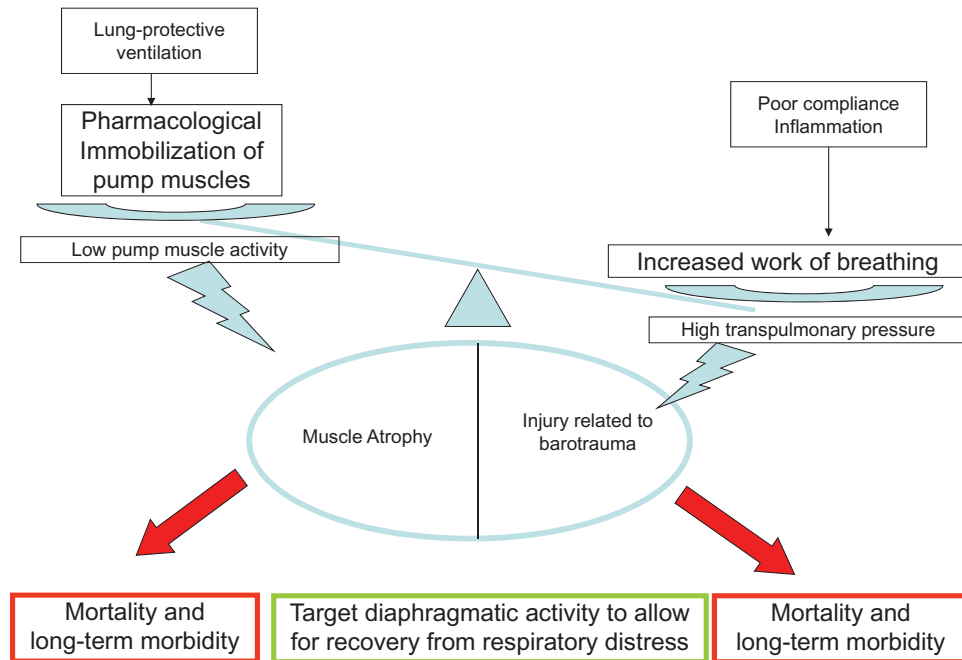 Lung-protective
ventilation
Pharmacological
Immobilization of
pump muscles
Low pump muscle activity
Poor compliance
Inflammation
Increased work of breathing
High transpulmonary pressure
Muscle Atrophy
Injury related to
barotrauma
Mortality and
long-term morbidity
Target diaphragmatic activity to allow
for recovery from respiratory distress
Mortality and
long-term morbidity